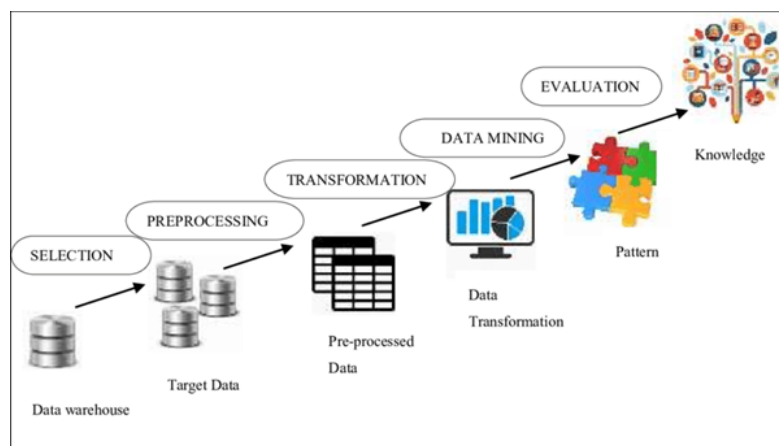 EVALUATION
Knowledge
DATA MINING
Pattern
TRANSFORMATION
Data
Transformation
PREPROCESSING
Pre-processed
Data
SELECTION
Target Data
Data warehouse